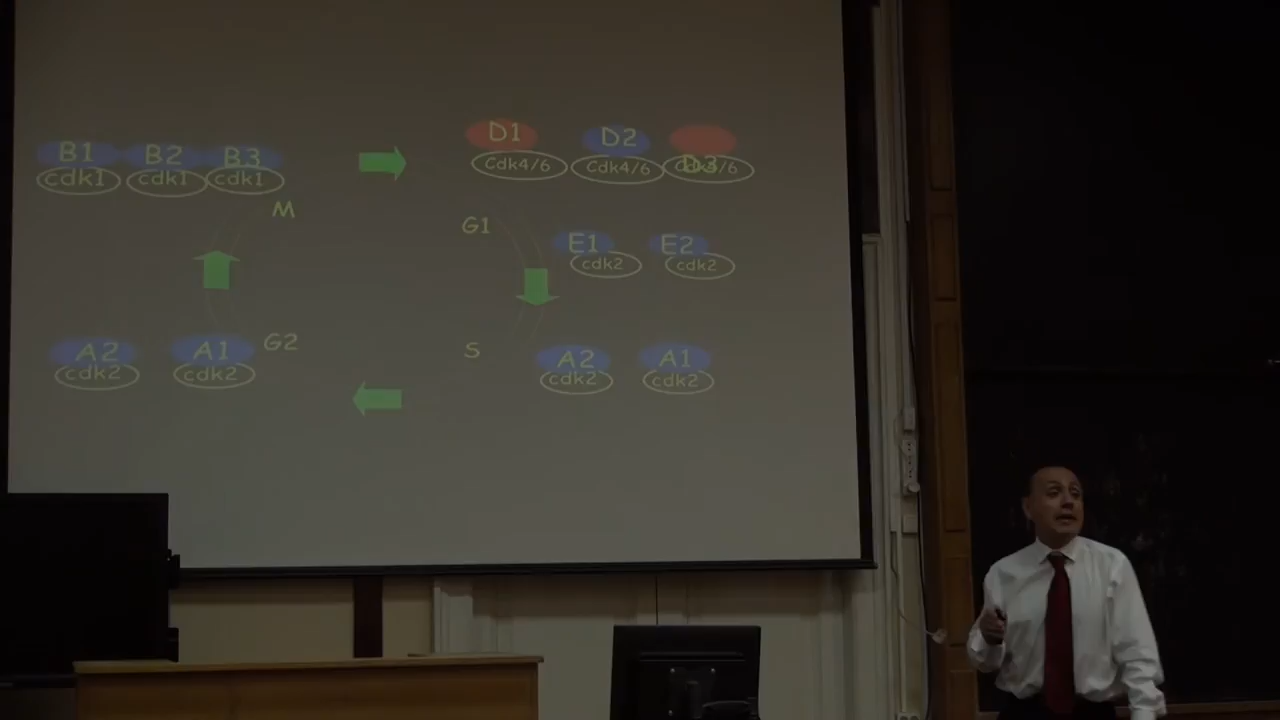 B1 B2 B3
cdk1 cdk1 cdk1
M
D1 D2 D3
Cdk4/6 Cdk4/6 Cdk4/6
G1
E1 E2
cdk2 cdk2
A2 A1 G2
cdk2 cdk2
S
A2 A1
cdk2 cdk2